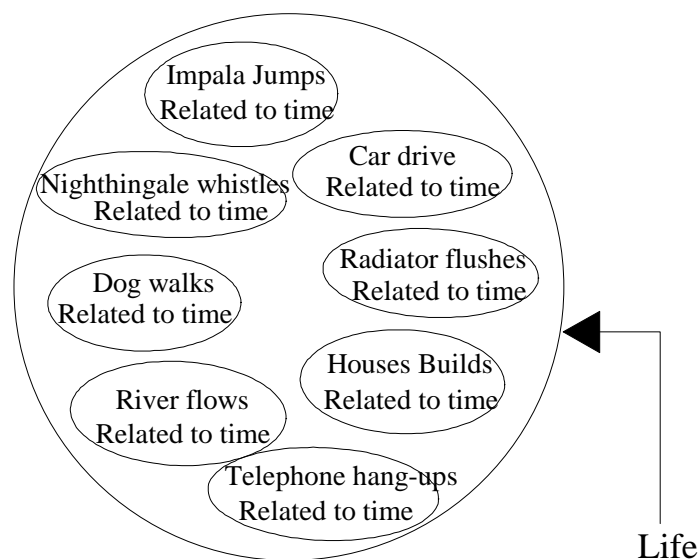 Impala Jumps
Related to time
Car drive
Related to time
Nighthingale whistles
Related to time
Radiator flushes
Related to time
Dog walks
Related to time
Houses Builds
Related to time
River flows
Related to time
Telephone hang-ups
Related to time
Life